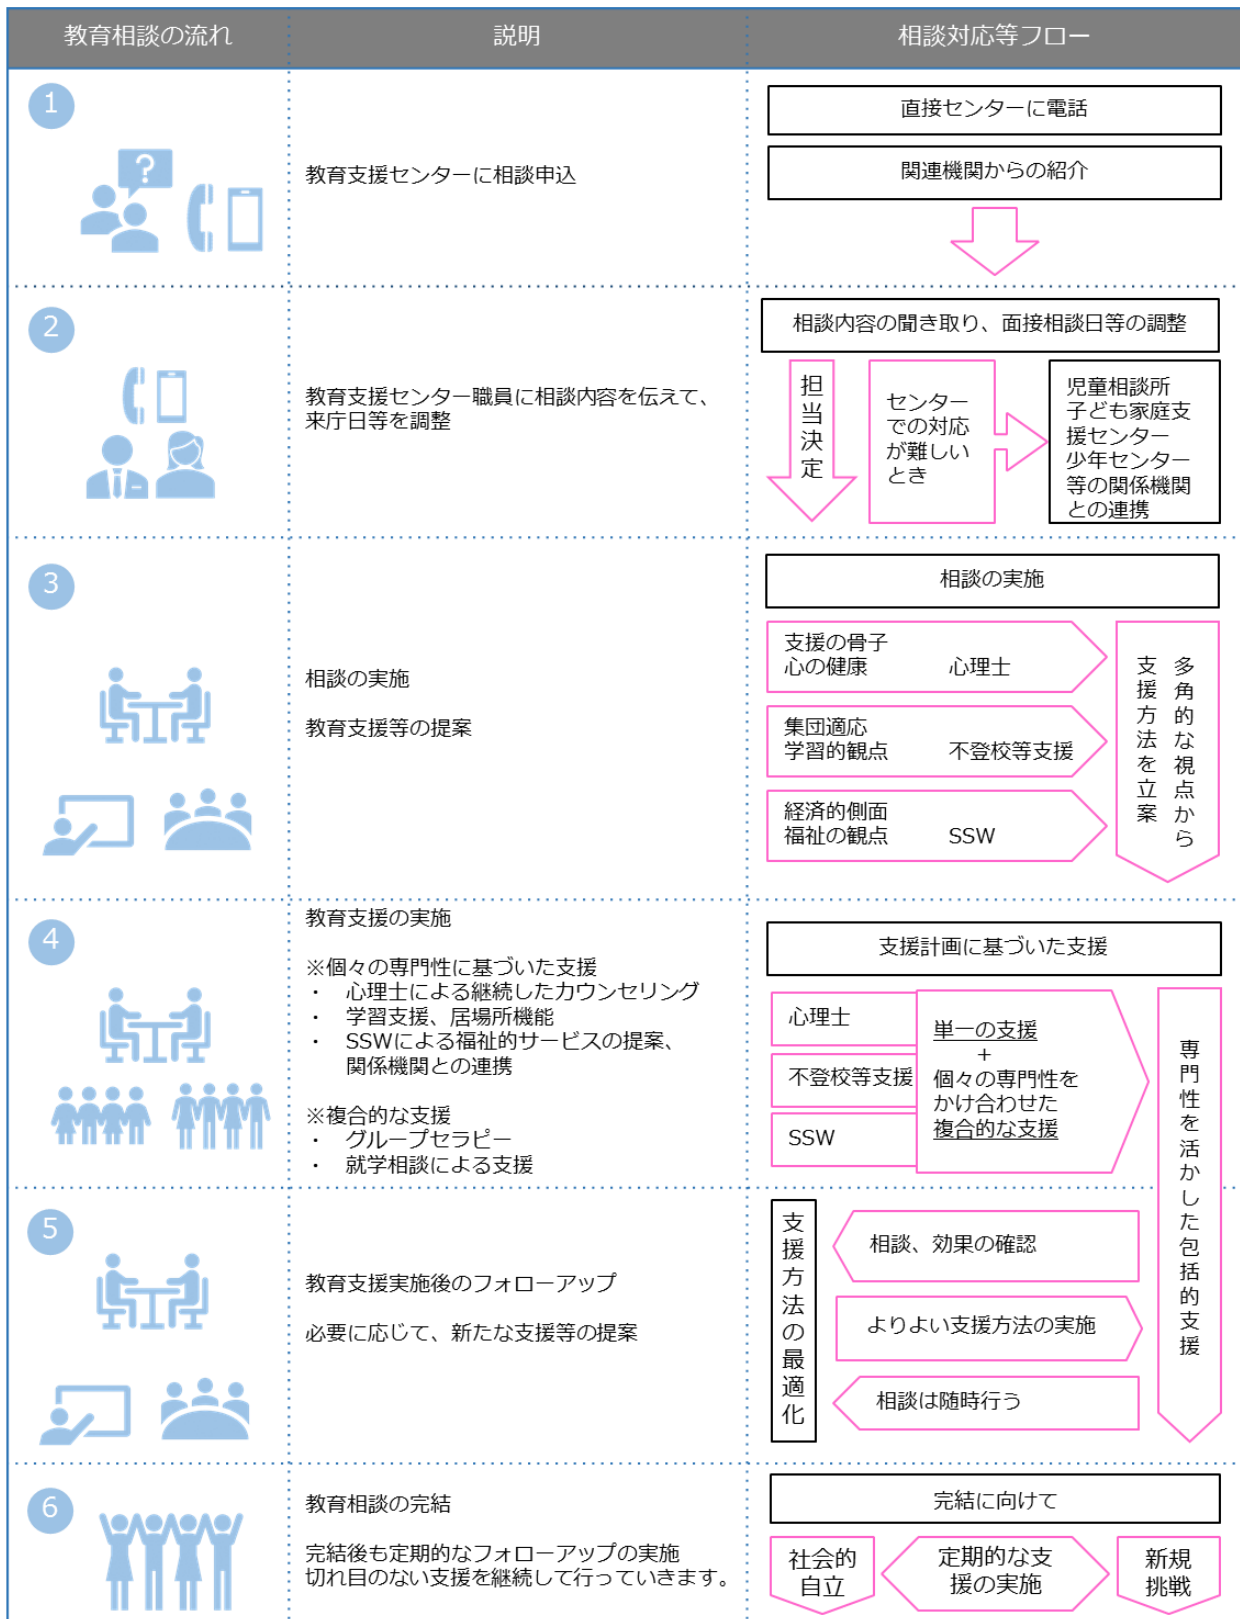 教育相談の流れ
説明
相談対応等フロー
1
?
教育支援センターに相談申込
直接センターに電話
関連機関からの紹介
2
教育支援センター職員に相談内容を伝えて、
来庁日等を調整
相談内容の聞き取り、面接相談日等の調整
担当決定
センター
での対応
が難しい
とき
児童相談所
子ども家庭支
援センター
少年センター
等の関係機関
との連携
3
相談の実施
教育支援等の提案
相談の実施
支援の骨子
心の健康 心理士
集団適応
学習的観点 不登校等支援
経済的側面
福祉の観点 SSW
多角的な視点から
支援方法を立案
4
教育支援の実施
※個々の専門性に基づいた支援
・ 心理士による継続したカウンセリング
・ 学習支援、居場所機能
・ SSWによる福祉的サービスの提案、
関係機関との連携
※複合的な支援
・ グループセラピー
・ 就学相談による支援
支援計画に基づいた支援
心理士
不登校等支援
SSW
単一の支援
+
個々の専門性を
かけ合わせた
複合的な支援
専門性を活かした包括的支援
5
教育支援実施後のフォローアップ
必要に応じて、新たな支援等の提案
支援方法の最適化
相談、効果の確認
よりよい支援方法の実施
相談は随時行う
6
教育相談の完結
完結後も定期的なフォローアップの実施
切れ目のない支援を継続して行っていきます。
完結に向けて
社会的
自立
定期的な支
援の実施
新規
挑戦